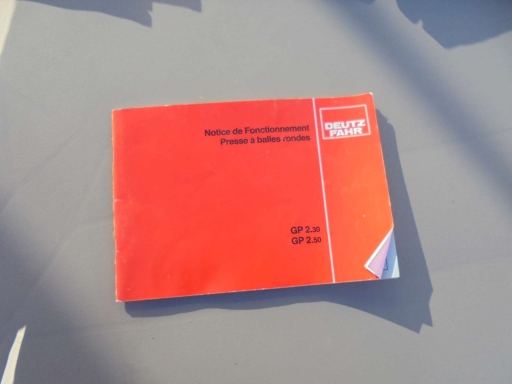 Notice de Fonctionnement
Presse à balles rondes
DEUTZ
FAHR
GP 2.30
GP 2.50